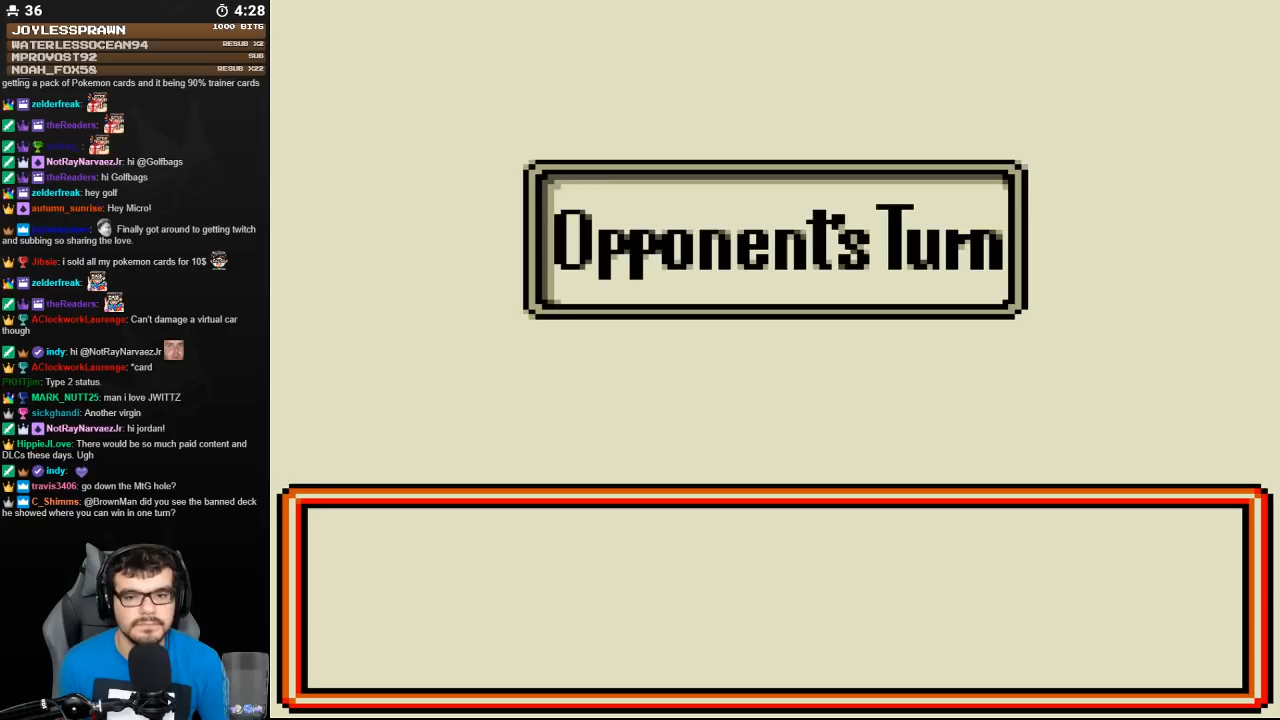 36
4:28
JOYLESSPRAWN 1000 BITS
WATERLESSOCEAN94 RESUB X2
MPROVOST92 SUB
NOAH_FOX58 RESUB X22
getting a pack of Pokemon cards and it being 90% trainer cards
zelderfreak:
theReaders:
NotRayNarvaezJr: hi @Golfbags
theReaders: hi Golfbags
zelderfreak: hey golf
autumn_sunrise: Hey Micro!
Finally got around to getting twitch
and subbing so sharing the love.
Jibsie: i sold all my pokemon cards for 10$
zelderfreak:
theReaders:
AClockworkLaurenge: Can't damage a virtual car
though
indy: hi @NotRayNarvaezJr
AClockworkLaurenge: *card
PKHTjim: Type 2 status.
MARK_NUTT25: man i love JWITTZ
sickghandi: Another virgin
NotRayNarvaezJr: hi jordan!
HippieJLove: There would be so much paid content and
DLCs these days. Ugh
indy:
travis3406: go down the MtG hole?
C_Shimms: @BrownMan did you see the banned deck
he showed where you can win in one turn?
Opponent's Turn